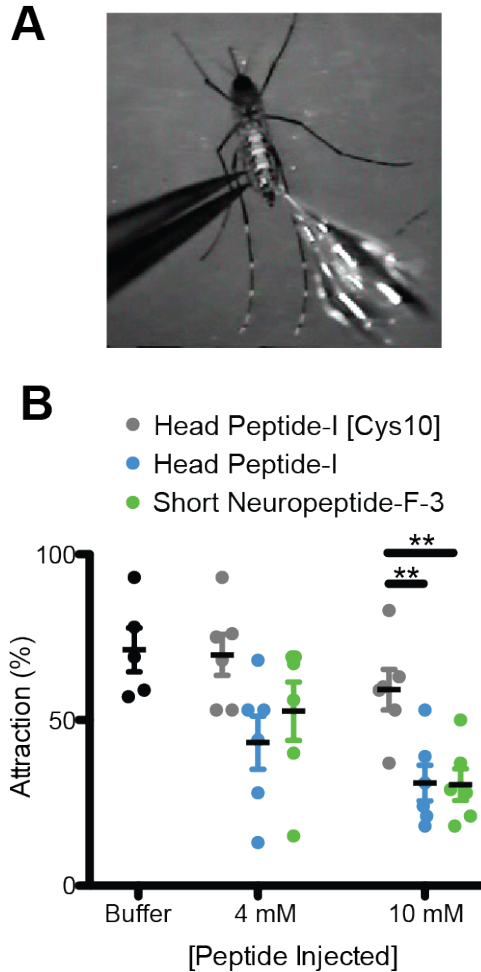 A
B
Head Peptide-I [Cys10]
Head Peptide-I
Short Neuropeptide-F-3
**
**
100
50
0
Attraction (%)
Buffer
4 mM
10 mM
[Peptide Injected]